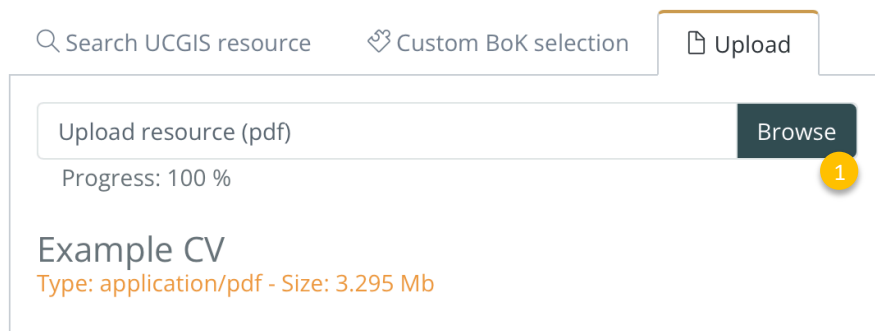 Search UCGIS resource Custom BoK selection Upload
Upload resource (pdf) Browse
Progress: 100 % 1
Example CV
Type: application/pdf - Size: 3.295 Mb